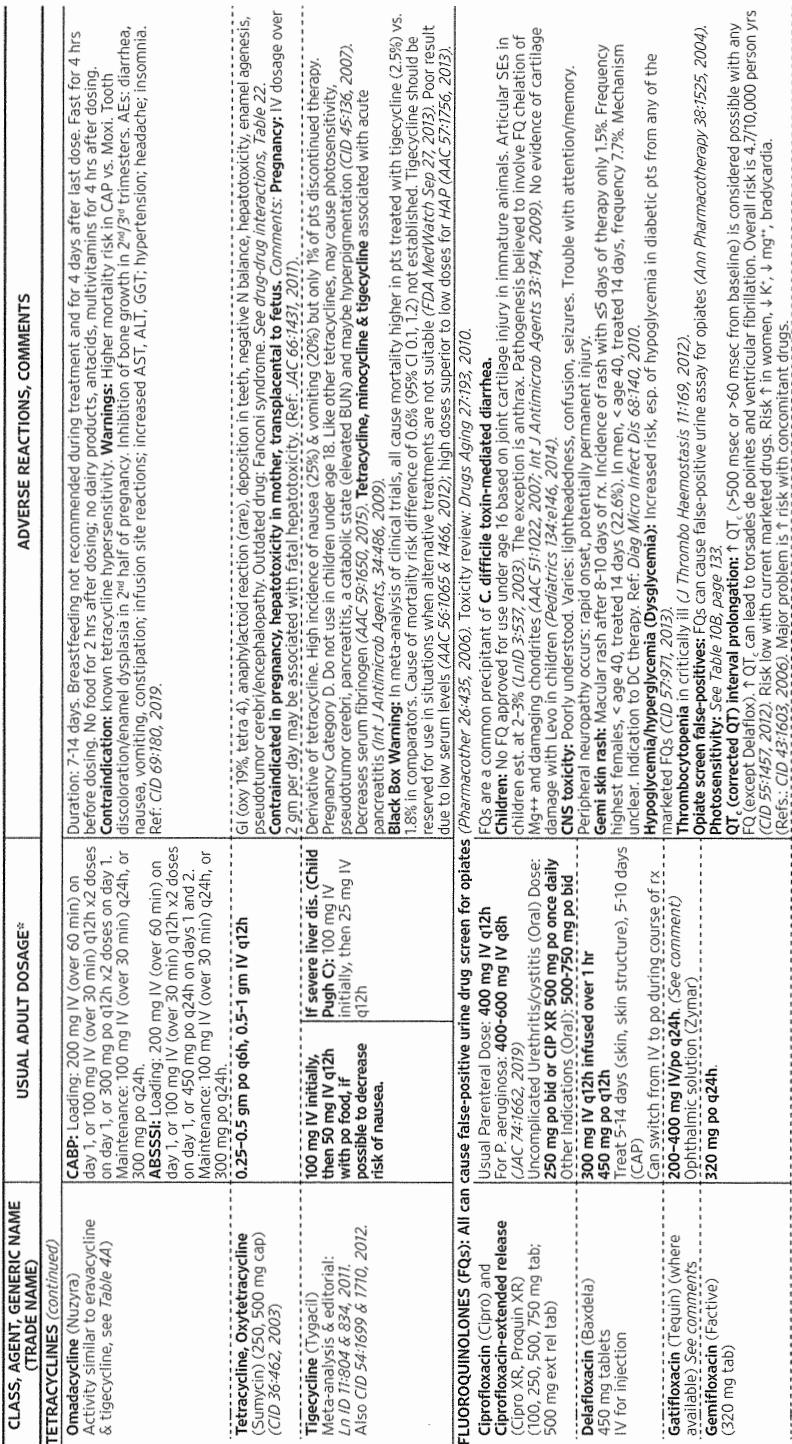 CLASS, AGENT, GENERIC NAME
(TRADE NAME)
USUAL ADULT DOSAGE*
ADVERSE REACTIONS, COMMENTS
TETRACYCLINES (continued)
Omadacycline (Nuzyra)
Activity similar to eravacycline
& tigecycline, see Table 4A)
CABP: Loading: 200 mg IV (over 60 min) on
day 1, or 100 mg IV (over 30 min) q12h x2 doses
on day 1, or 300 mg po q12h x2 doses on day 1.
Maintenance: 100 mg IV (over 30 min) q24h, or
300 mg po q24h.
ABSSSI: Loading: 200 mg IV (over 60 min) on
day 1, or 100 mg IV (over 30 min) q12h x2 doses
on day 1, or 450 mg po q24h on days 1 and 2.
Maintenance: 100 mg IV (over 30 min) q24h, or
300 mg po q24h.
Duration: 7-14 days. Breastfeeding not recommended during treatment and for 4 days after last dose. Fast for 4 hrs
before dosing. No food for 2 hrs after dosing; no dairy products, antacids, multivitamins for 4 hrs after dosing.
Contraindication: known tetracycline hypersensitivity. Warnings: Higher mortality risk in CAP vs. Moxi. Tooth
discoloration/enamel dysplasia in 2nd half of pregnancy. Inhibition of bone growth in 2nd/3rd trimesters. AEs: diarrhea,
nausea, vomiting, constipation; infusion site reactions; increased AST, ALT, GGT; hypertension; headache; insomnia.
Ref: CID 69:180, 2019.
Tetracycline, Oxytetracycline
(Sumycin) (250, 500 mg cap)
(CID 36:462, 2003)
0.25–0.5 gm po q6h, 0.5–1 gm IV q12h
GI (oxy 19%, tetra 4), anaphylactoid reaction (rare), deposition in teeth, negative N balance, hepatotoxicity, enamel agenesis,
pseudotumor cerebri/encephalopathy. Outdated drug: Fanconi syndrome. See drug-drug interactions, Table 22.
Contraindicated in pregnancy, hepatotoxicity in mother, transplacental to fetus. Comments: Pregnancy: IV dosage over
2 gm per day may be associated with fatal hepatotoxicity. (Ref: JAC 66:1431, 2011).
Tigecycline (Tygacil)
Meta-analysis & editorial:
Ln ID 11:804 & 834, 2011.
Also CID 54:1699 & 1710, 2012.
100 mg IV initially,
then 50 mg IV q12h
with po food, if
possible to decrease
risk of nausea.
If severe liver dis. (Child
Pugh C): 100 mg IV
initially, then 25 mg IV
q12h
Derivative of tetracycline. High incidence of nausea (25%) & vomiting (20%) but only 1% of pts discontinued therapy.
Pregnancy Category D. Do not use in children under age 18. Like other tetracyclines, may cause photosensitivity,
pseudotumor cerebri, pancreatitis, a catabolic state (elevated BUN) and maybe hyperpigmentation (CID 45:136, 2007).
Decreases serum fibrinogen (AAC 59:1650, 2015). Tetracycline, minocycline & tigecycline associated with acute
pancreatitis (Int J Antimicrob Agents, 34:486, 2009).
Black Box Warning: In meta-analysis of clinical trials, all cause mortality higher in pts treated with tigecycline (2.5%) vs.
1.8% in comparators. Cause of mortality risk difference of 0.6% (95% CI 0.1, 1.2) not established. Tigecycline should be
reserved for use in situations when alternative treatments are not suitable (FDA MedWatch Sep 27, 2013). Poor result
due to low serum levels (AAC 56:1065 & 1466, 2012); high doses superior to low doses for HAP (AAC 57:1756, 2013).
FLUOROQUINOLONES (FQs): All can cause false-positive urine drug screen for opiates (Pharmacother 26:435, 2006). Toxicity review: Drugs Aging 27:193, 2010.
Ciprofloxacin (Cipro) and
Ciprofloxacin-extended release
(Cipro XR, Proquin XR)
(100, 250, 500, 750 mg tab;
500 mg ext rel tab)
Usual Parenteral Dose: 400 mg IV q12h
For P. aeruginosa: 400-600 mg IV q8h
(JAC 74:1662, 2019)
Uncomplicated Urethritis/cystitis (Oral) Dose:
250 mg po bid or CIP XR 500 mg po once daily
Other Indications (Oral): 500-750 mg po bid
Delafloxacin (Baxdela)
450 mg tablets
IV for injection
300 mg IV q12h infused over 1 hr
450 mg po q12h
Treat 5-14 days (skin, skin structure), 5-10 days
(CAP)
Can switch from IV to po during course of rx
Gatifloxacin (Tequin) (where
available) See comments
200–400 mg IV/po q24h. (See comment)
Ophthalmic solution (Zymar)
Gemifloxacin (Factive)
(320 mg tab)
320 mg po q24h.
FQs are a common precipitant of C. difficile toxin-mediated diarrhea.
Children: No FQ approved for use under age 16 based on joint cartilage injury in immature animals. Articular SEs in
children est. at 2–3% (LnID 3:537, 2003). The exception is anthrax. Pathogenesis believed to involve FQ chelation of
Mg++ and damaging chondrites (AAC 51:1022, 2007; Int J Antimicrob Agents 33:194, 2009). No evidence of cartilage
damage with Levo in children (Pediatrics 134:e146, 2014).
CNS toxicity: Poorly understood. Varies: lightheadedness, confusion, seizures. Trouble with attention/memory.
Peripheral neuropathy occurs: rapid onset, potentially permanent injury.
Gemi skin rash: Macular rash after 8-10 days of rx. Incidence of rash with ≤5 days of therapy only 1.5%. Frequency
highest females, < age 40, treated 14 days (22.6%). In men, < age 40, treated 14 days, frequency 7.7%. Mechanism
unclear. Indication to DC therapy. Ref: Diag Micro Infect Dis 68:140, 2010.
Hypoglycemia/hyperglycemia (Dysglycemia): Increased risk, esp. of hypoglycemia in diabetic pts from any of the
marketed FQs (CID 57:971, 2013).
Thrombocytopenia in critically ill (J Thrombo Haemostasis 11:169, 2012).
Opiate screen false-positives: FQs can cause false-positive urine assay for opiates (Ann Pharmacotherapy 38:1525, 2004).
Photosensitivity: See Table 10B, page 133.
QTc (corrected QT) interval prolongation: ↑ QTc (>500 msec or >60 msec from baseline) is considered possible with any
FQ (except Delaflox). ↑ QTc can lead to torsades de pointes and ventricular fibrillation. Overall risk is 4.7/10,000 person yrs
(CID 55:1457, 2012). Risk low with current marketed drugs. Risk ↑ in women, ↓ K+, ↓ mg++, bradycardia.
(Refs.: CID 43:1603, 2006). Major problem is ↑ risk with concomitant drugs.